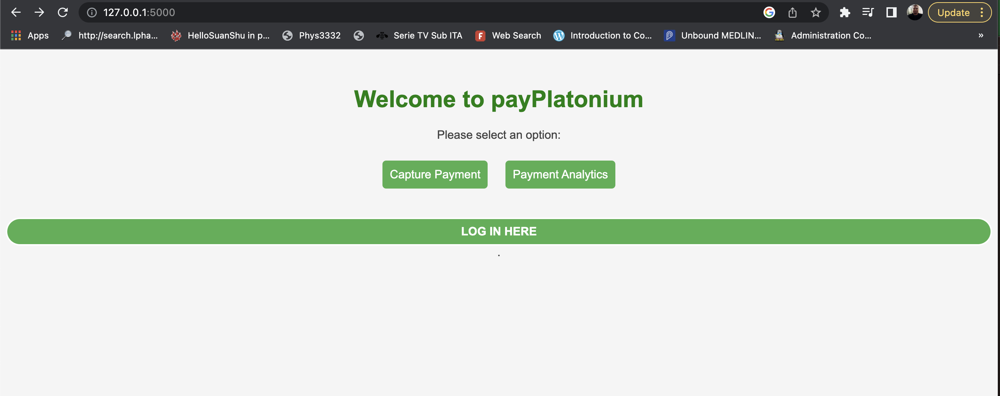 127.0.0.1:5000
Update
Apps http://search.lpha... HelloSuanShu in p... Phys3332 Serie TV Sub ITA F Web Search Introduction to Co... Unbound MEDLIN... Administration Co... »
Welcome to payPlatonium
Please select an option:
Capture Payment Payment Analytics
LOG IN HERE
.